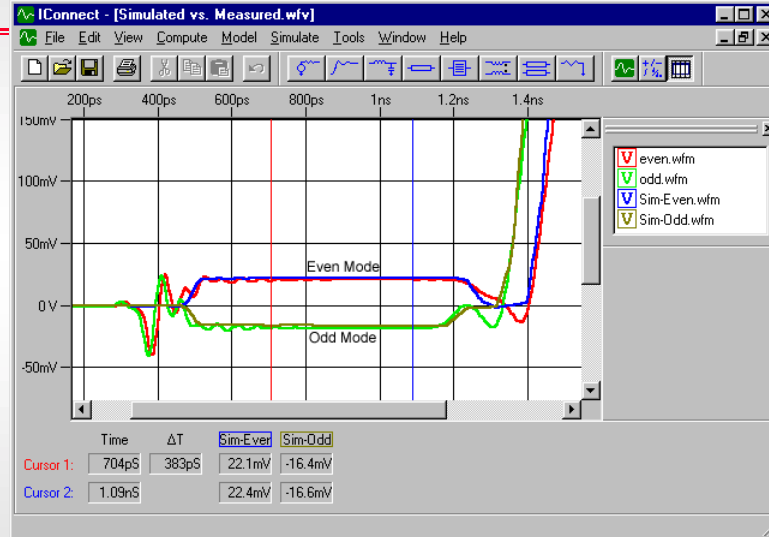 IConnect - [Simulated vs. Measured.wfv]
File Edit View Compute Model Simulate Tools Window Help
200ps 400ps 600ps 800ps 1ns 1.2ns 1.4ns
150mV
100mV
50mV
0 V
-50mV
Even Mode
Odd Mode
V even.wfm
V odd.wfm
V Sim-Even.wfm
V Sim-Odd.wfm
Time ΔT Sim-Ever Sim-Odd
Cursor 1: 704pS 383pS 22.1mV -16.4mV
Cursor 2: 1.09nS 22.4mV -16.6mV